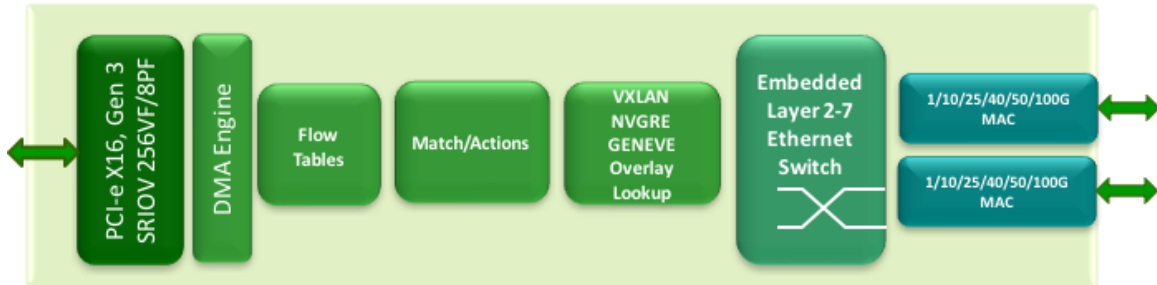 PCI-e X16, Gen 3
SRIOV 256VF/8PF
DMA Engine
Flow
Tables
Match/Actions
VXLAN
NVGRE
GENEVE
Overlay
Lookup
Embedded
Layer 2-7
Ethernet
Switch
1/10/25/40/50/100G
MAC
1/10/25/40/50/100G
MAC